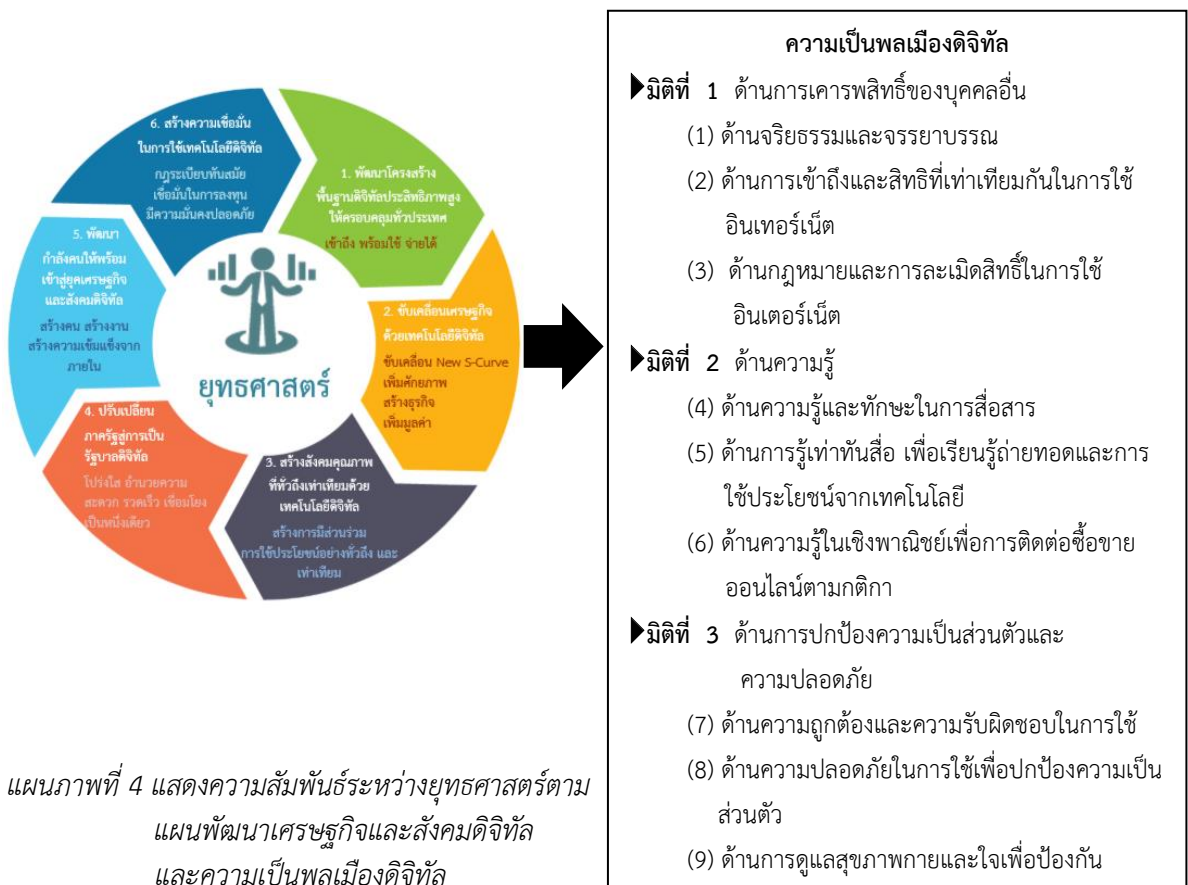 6. สร้างความเชื่อมั่น
ในการใช้เทคโนโลยีดิจิทัล
กฎระเบียบทันสมัย
เชื่อมั่นในการลงทุน
มีความมั่นคงปลอดภัย
1. พัฒนาโครงสร้าง
พื้นฐานดิจิทัลประสิทธิภาพสูง
ให้ครอบคลุมทั่วประเทศ
เข้าถึง พร้อมใช้ จ่ายได้
2. ขับเคลื่อนเศรษฐกิจ
ด้วยเทคโนโลยีดิจิทัล
ขับเคลื่อน New S-Curve
เพิ่มศักยภาพ
สร้างธุรกิจ
เพิ่มมูลค่า
3. สร้างสังคมคุณภาพ
ที่ทั่วถึงเท่าเทียมด้วย
เทคโนโลยีดิจิทัล
สร้างการมีส่วนร่วม
การใช้ประโยชน์อย่างทั่วถึง และ
เท่าเทียม
4. ปรับเปลี่ยน
ภาครัฐสู่การเป็น
รัฐบาลดิจิทัล
โปร่งใส อำนวยความ
สะดวก รวดเร็ว เชื่อมโยง
เป็นหนึ่งเดียว
5. พัฒนา
กำลังคนให้พร้อม
เข้าสู่ยุคเศรษฐกิจ
และสังคมดิจิทัล
สร้างคน สร้างงาน
สร้างความเข้มแข็งจาก
ภายใน
ยุทธศาสตร์
แผนภาพที่ 4 แสดงความสัมพันธ์ระหว่างยุทธศาสตร์ตาม
แผนพัฒนาเศรษฐกิจและสังคมดิจิทัล
และความเป็นพลเมืองดิจิทัล
ความเป็นพลเมืองดิจิทัล
มิติที่ 1 ด้านการเคารพสิทธิ์ของบุคคลอื่น
(1) ด้านจริยธรรมและจรรยาบรรณ
(2) ด้านการเข้าถึงและสิทธิที่เท่าเทียมกันในการใช้
อินเทอร์เน็ต
(3) ด้านกฎหมายและการละเมิดสิทธิ์ในการใช้
อินเตอร์เน็ต
มิติที่ 2 ด้านความรู้
(4) ด้านความรู้และทักษะในการสื่อสาร
(5) ด้านการรู้เท่าทันสื่อ เพื่อเรียนรู้ถ่ายทอดและการ
ใช้ประโยชน์จากเทคโนโลยี
(6) ด้านความรู้ในเชิงพาณิชย์เพื่อการติดต่อซื้อขาย
ออนไลน์ตามกติกา
มิติที่ 3 ด้านการปกป้องความเป็นส่วนตัวและ
ความปลอดภัย
(7) ด้านความถูกต้องและความรับผิดชอบในการใช้
(8) ด้านความปลอดภัยในการใช้เพื่อปกป้องความเป็น
ส่วนตัว
(9) ด้านการดูแลสุขภาพกายและใจเพื่อป้องกัน